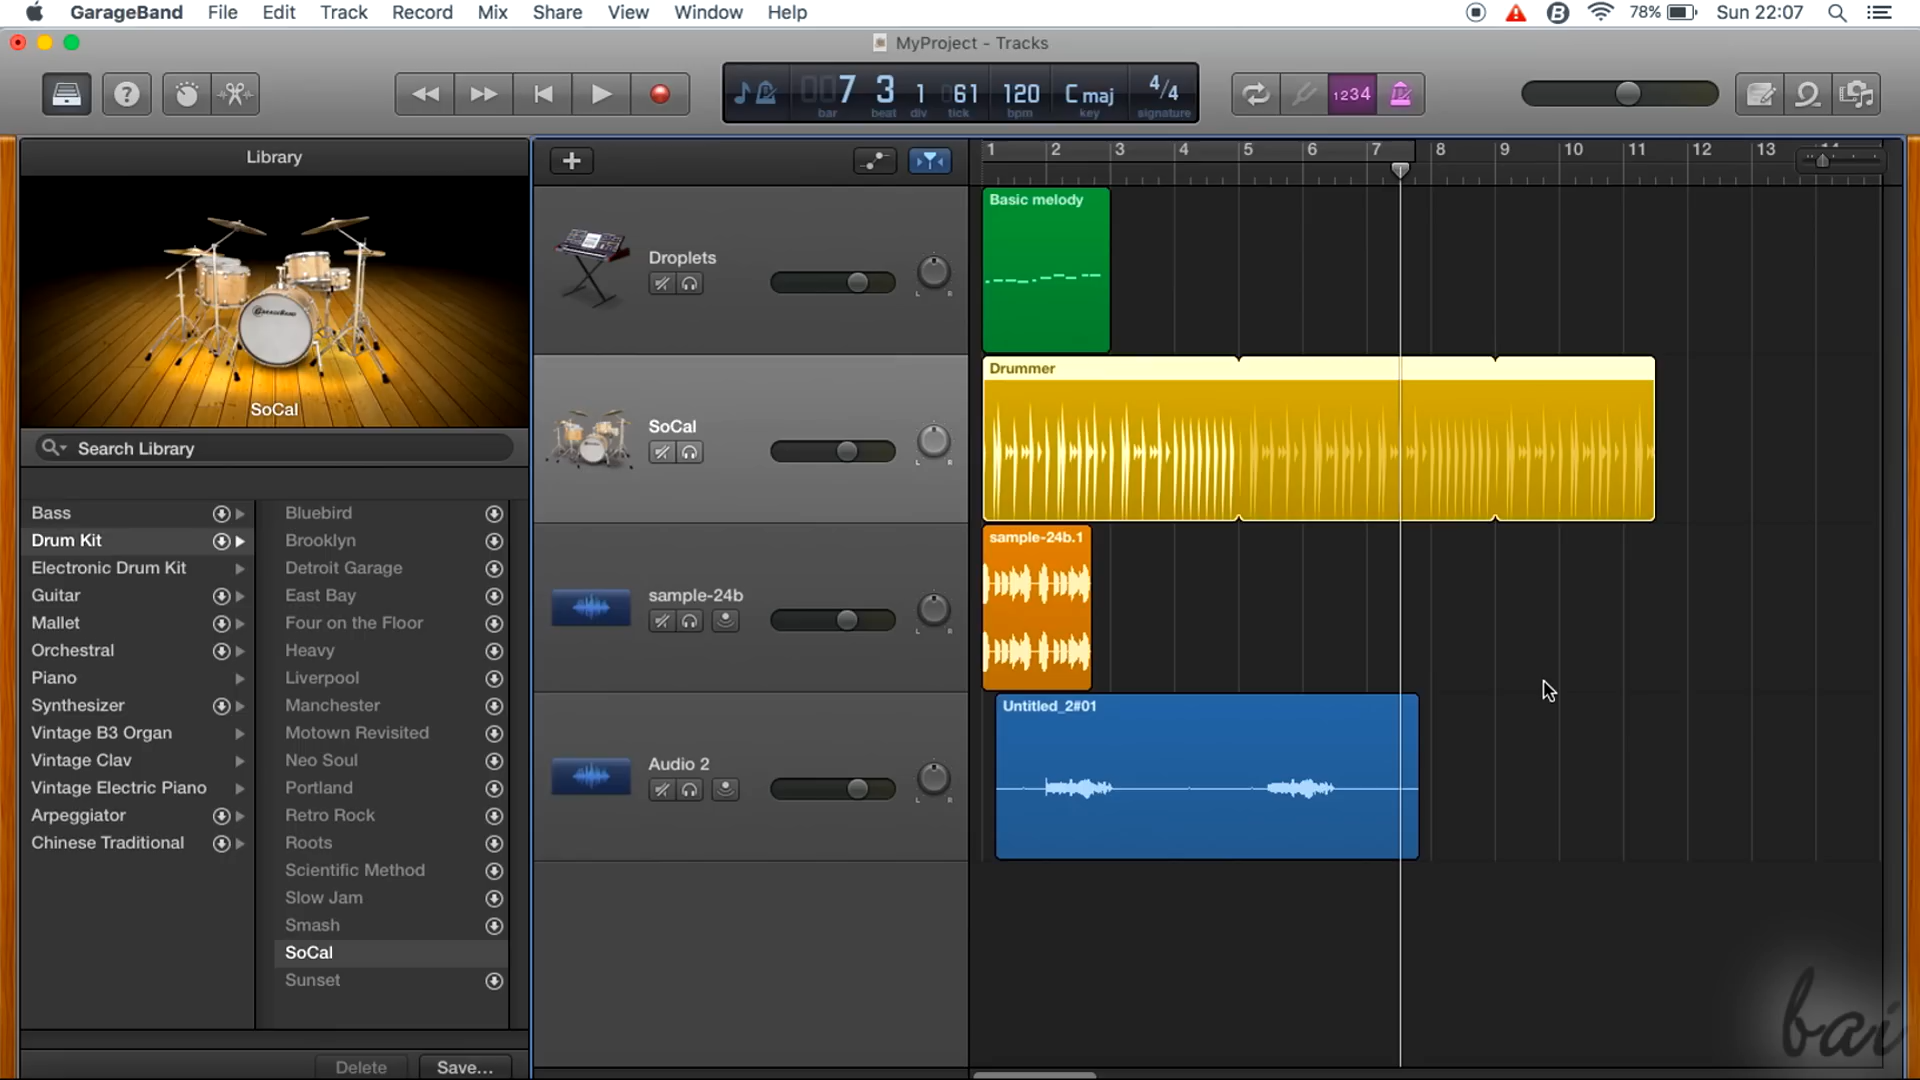 GarageBand File Edit Track Record Mix Share View Window Help 78% Sun 22:07
MyProject - Tracks
007 3 1 61 120 C maj 4/4
bar beat div tick bpm key signature
1234
Library
1 2 3 4 5 6 7 8 9 10 11 12 13 14
SoCal
Search Library
Bass
Drum Kit
Electronic Drum Kit
Guitar
Mallet
Orchestral
Piano
Synthesizer
Vintage B3 Organ
Vintage Clav
Vintage Electric Piano
Arpeggiator
Chinese Traditional
Bluebird
Brooklyn
Detroit Garage
East Bay
Four on the Floor
Heavy
Liverpool
Manchester
Motown Revisited
Neo Soul
Portland
Retro Rock
Roots
Scientific Method
Slow Jam
Smash
SoCal
Sunset
Delete Save...
Droplets
L R
SoCal
L R
sample-24b
L R
Audio 2
L R
Basic melody
Drummer
sample-24b.1
Untitled_2#01
bai